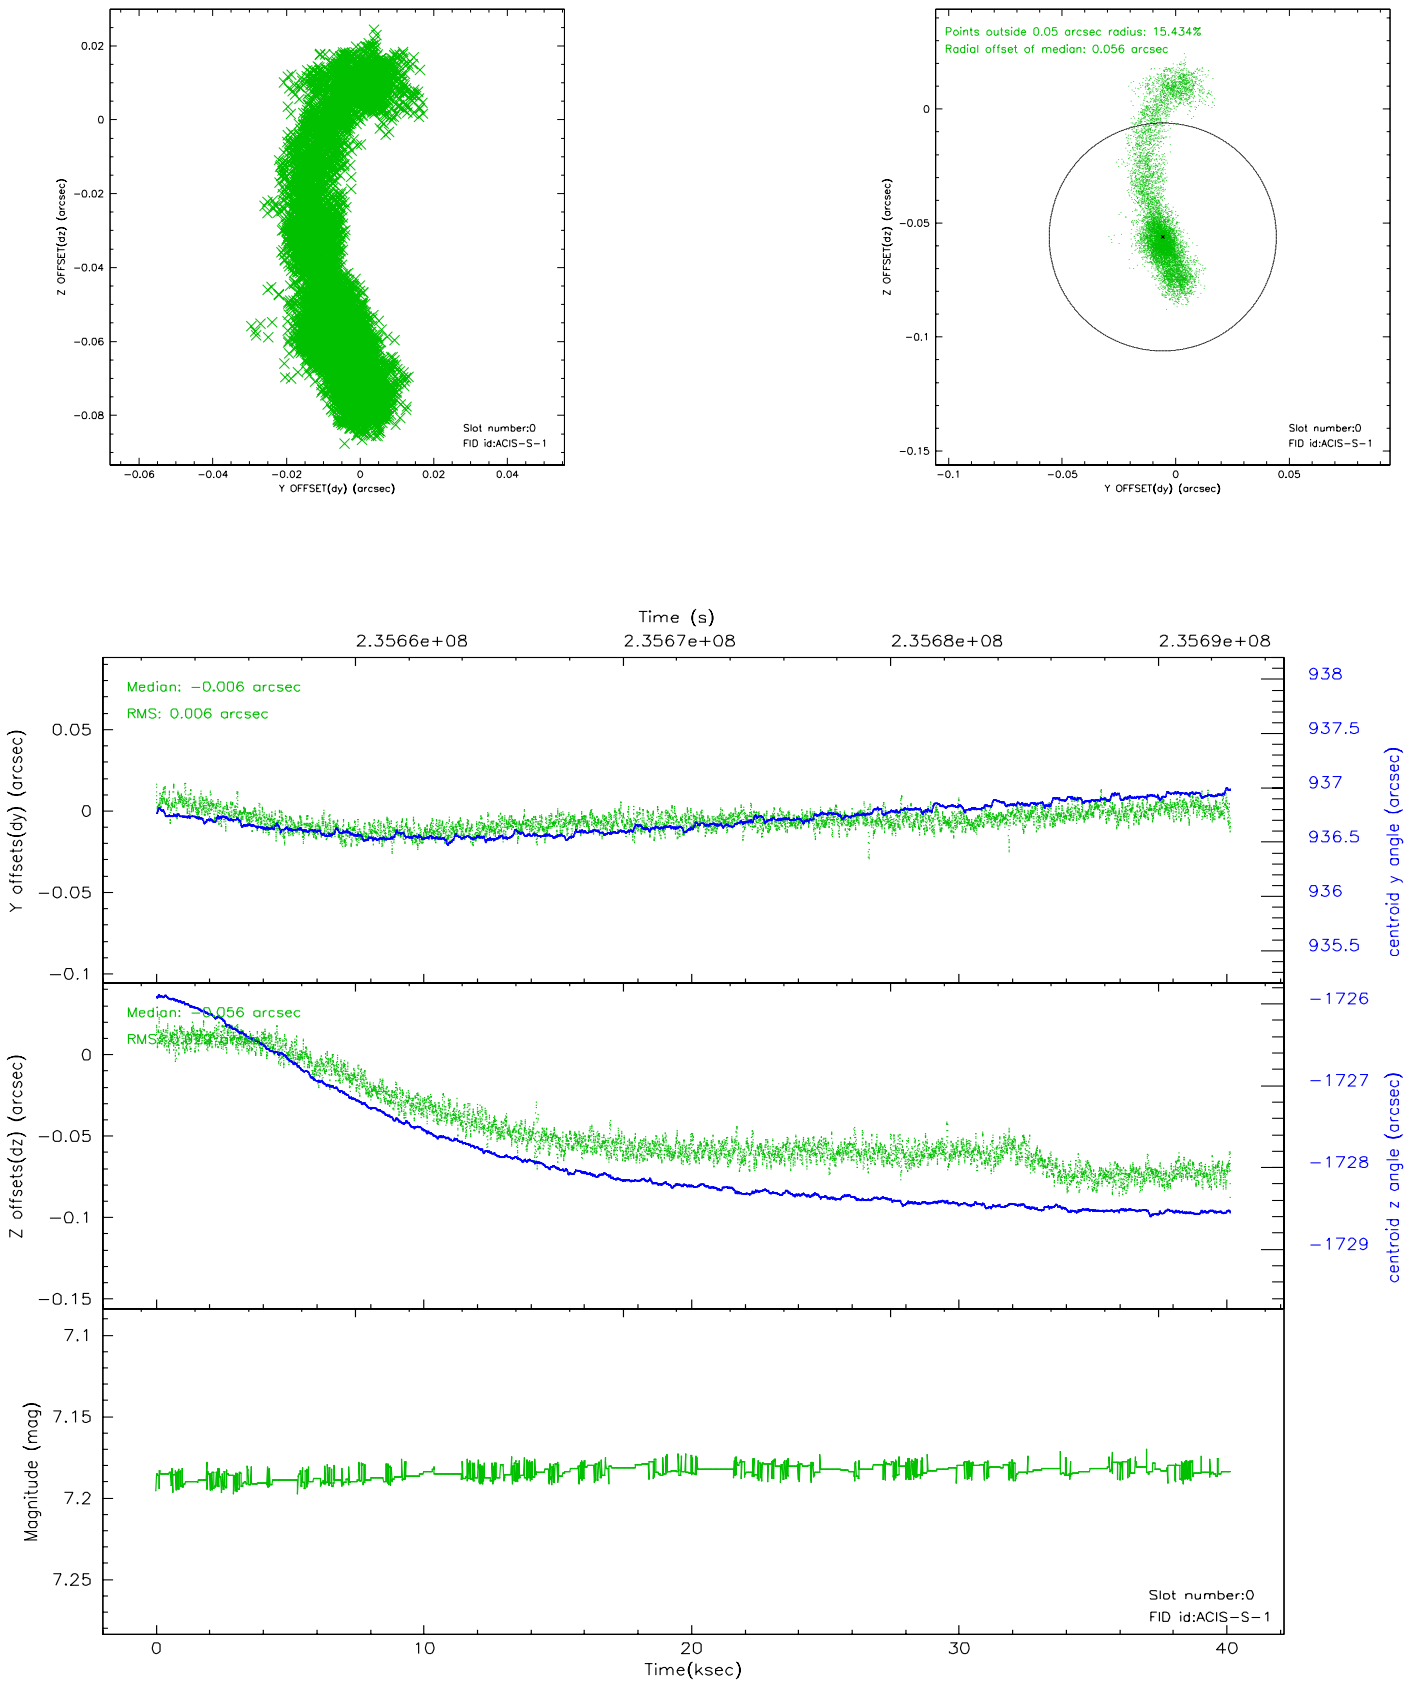 0.02
0
−0.02
−0.04
−0.06
−0.08
Z OFFSET(dz) (arcsec)
Slot number:0
FID id:ACIS−S−1
−0.06
−0.04
−0.02
0
0.02
0.04
Y OFFSET(dy) (arcsec)
Points outside 0.05 arcsec radius: 15.434%
Radial offset of median: 0.056 arcsec
0
−0.05
−0.1
−0.15
Z OFFSET(dz) (arcsec)
Slot number:0
FID id:ACIS−S−1
−0.1
−0.05
0
0.05
Y OFFSET(dy) (arcsec)
Time (s)
2.3566e+08
2.3567e+08
2.3568e+08
2.3569e+08
Median: −0.006 arcsec
RMS: 0.006 arcsec
0.05
0
−0.05
−0.1
Y offsets(dy) (arcsec)
938
937.5
937
936.5
936
935.5
centroid y angle (arcsec)
Median: −0.056 arcsec
RMS: arcsec
0
−0.05
−0.1
−0.15
Z offsets(dz) (arcsec)
−1726
−1727
−1728
−1729
centroid z angle (arcsec)
7.1
7.15
7.2
7.25
Magnitude (mag)
Slot number:0
FID id:ACIS−S−1
0
10
20
30
40
Time(ksec)